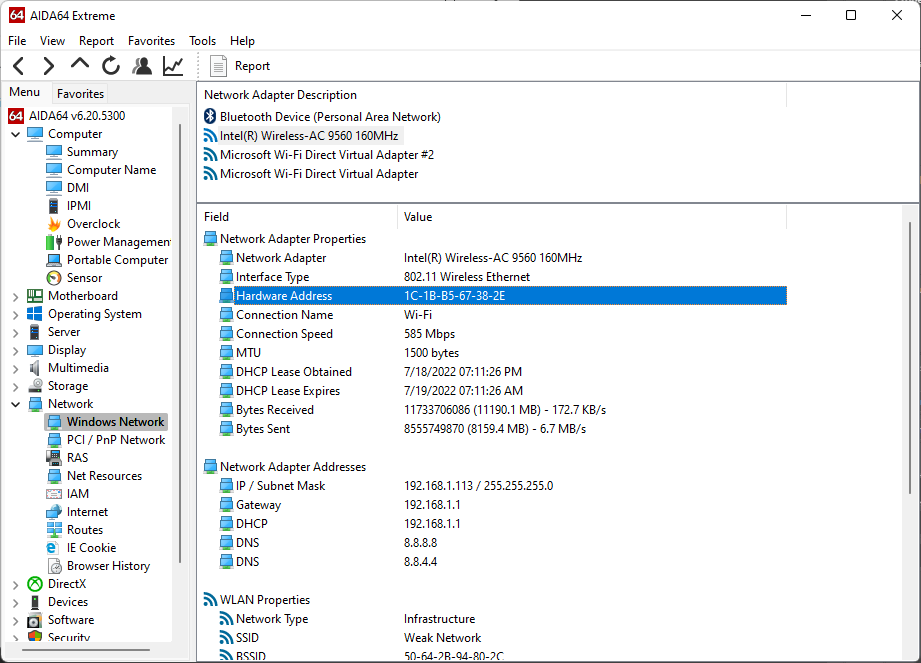 64 AIDA64 Extreme
File View Report Favorites Tools Help
Report
Menu Favorites
64 AIDA64 v6.20.5300
Computer
Summary
Computer Name
DMI
IPMI
Overclock
Power Managemen
Portable Computer
Sensor
Motherboard
Operating System
Server
Display
Multimedia
Storage
Network
Windows Network
PCI / PnP Network
RAS
Net Resources
IAM
Internet
Routes
IE Cookie
Browser History
DirectX
Devices
Software
Security
Network Adapter Description
Bluetooth Device (Personal Area Network)
Intel(R) Wireless-AC 9560 160MHz
Microsoft Wi-Fi Direct Virtual Adapter #2
Microsoft Wi-Fi Direct Virtual Adapter
Field Value
Network Adapter Properties
Network Adapter Intel(R) Wireless-AC 9560 160MHz
Interface Type 802.11 Wireless Ethernet
Hardware Address 1C-1B-B5-67-38-2E
Connection Name Wi-Fi
Connection Speed 585 Mbps
MTU 1500 bytes
DHCP Lease Obtained 7/18/2022 07:11:26 PM
DHCP Lease Expires 7/19/2022 07:11:26 AM
Bytes Received 11733706086 (11190.1 MB) - 172.7 KB/s
Bytes Sent 8555749870 (8159.4 MB) - 6.7 MB/s
Network Adapter Addresses
IP / Subnet Mask 192.168.1.113 / 255.255.255.0
Gateway 192.168.1.1
DHCP 192.168.1.1
DNS 8.8.8.8
DNS 8.8.4.4
WLAN Properties
Network Type Infrastructure
SSID Weak Network
BSSID 50-64-2B-94-80-2C